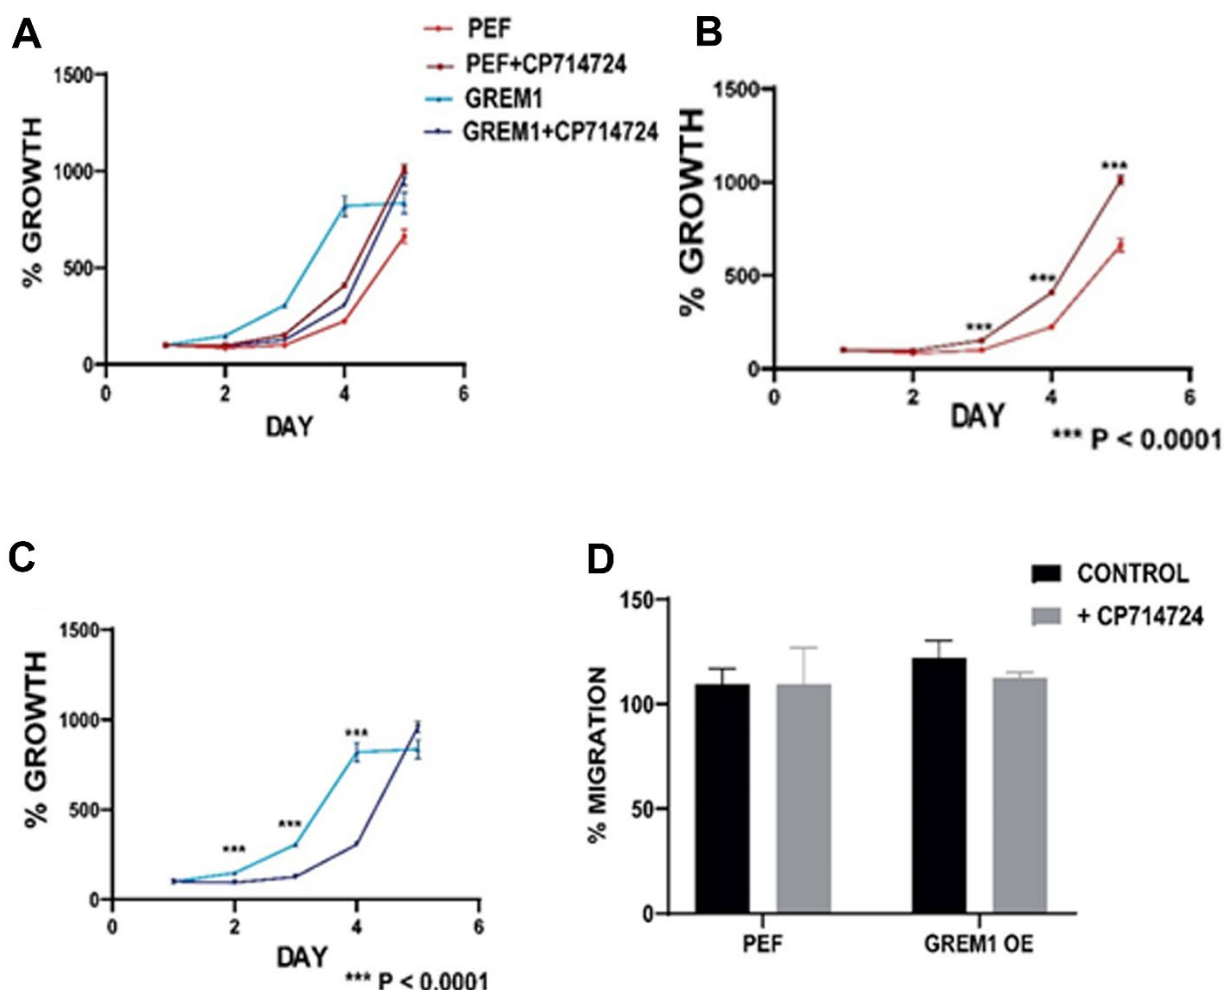 A
PEF
PEF+CP714724
GREM1
GREM1+CP714724
1500
1000
500
0
% GROWTH
0 2 4 6
DAY
B
1500
1000
500
0
% GROWTH
***
***
***
0 2 4 6
DAY
*** P < 0.0001
C
1500
1000
500
0
% GROWTH
***
***
***
0 2 4 6
DAY
*** P < 0.0001
D
CONTROL
+ CP714724
150
100
50
0
% MIGRATION
PEF GREM1 OE